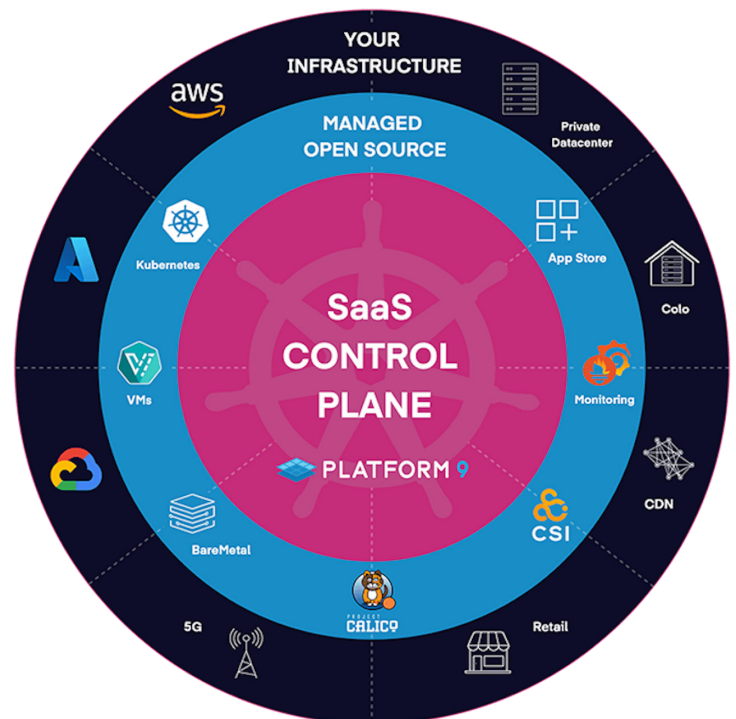 YOUR
INFRASTRUCTURE
aws
Private
Datacenter
MANAGED
OPEN SOURCE
Kubernetes
App Store
Colo
SaaS
CONTROL
PLANE
VMs
Monitoring
PLATFORM 9
CDN
CSI
BareMetal
PROJECT
CALICO
5G
Retail